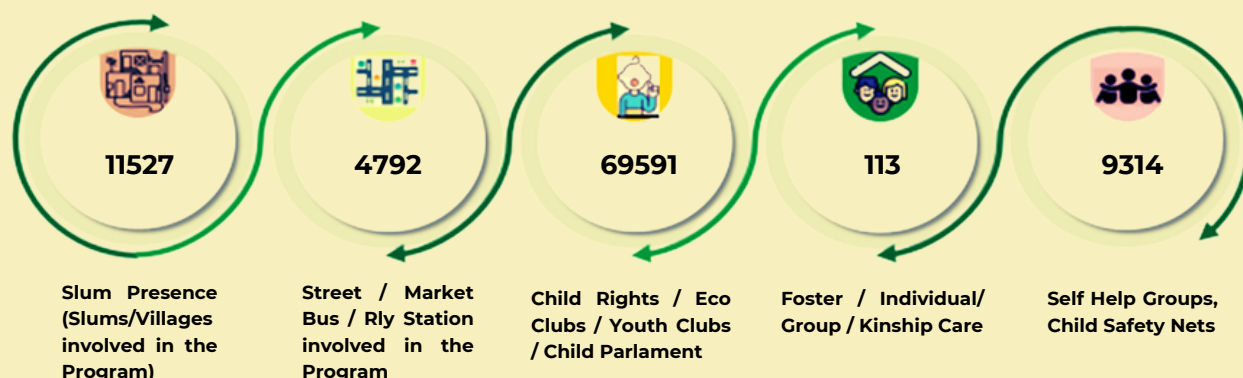 11527
4792
69591
113
9314
Slum Presence
(Slums/Villages
involved in the
Program)
Street / Market
Bus / Rly Station
involved in the
Program
Child Rights / Eco
Clubs / Youth Clubs
/ Child Parlament
Foster / Individual/
Group / Kinship Care
Self Help Groups,
Child Safety Nets